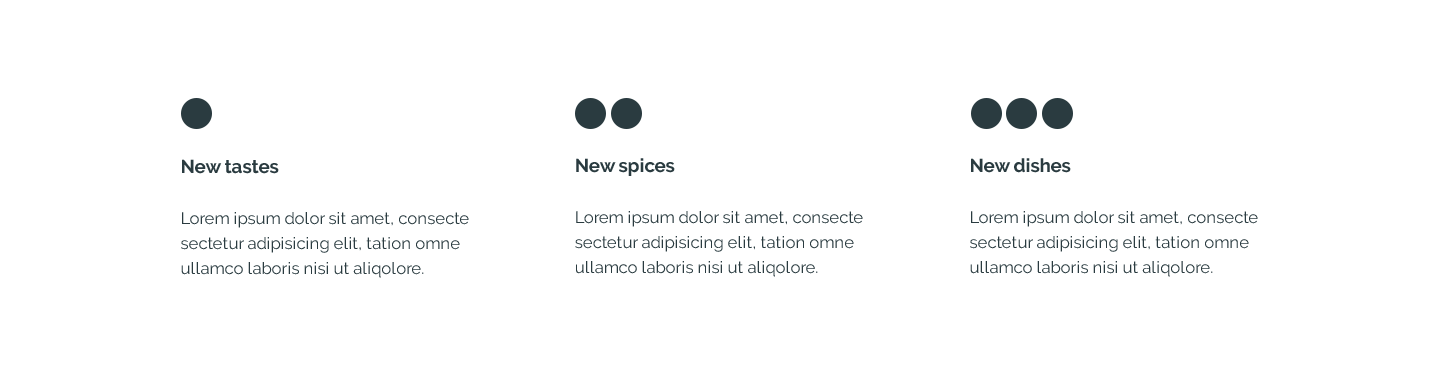 New tastes
Lorem ipsum dolor sit amet, consecte
sectetur adipisicing elit, tation omne
ullamco laboris nisi ut aliqolore.
New spices
Lorem ipsum dolor sit amet, consecte
sectetur adipisicing elit, tation omne
ullamco laboris nisi ut aliqolore.
New dishes
Lorem ipsum dolor sit amet, consecte
sectetur adipisicing elit, tation omne
ullamco laboris nisi ut aliqolore.